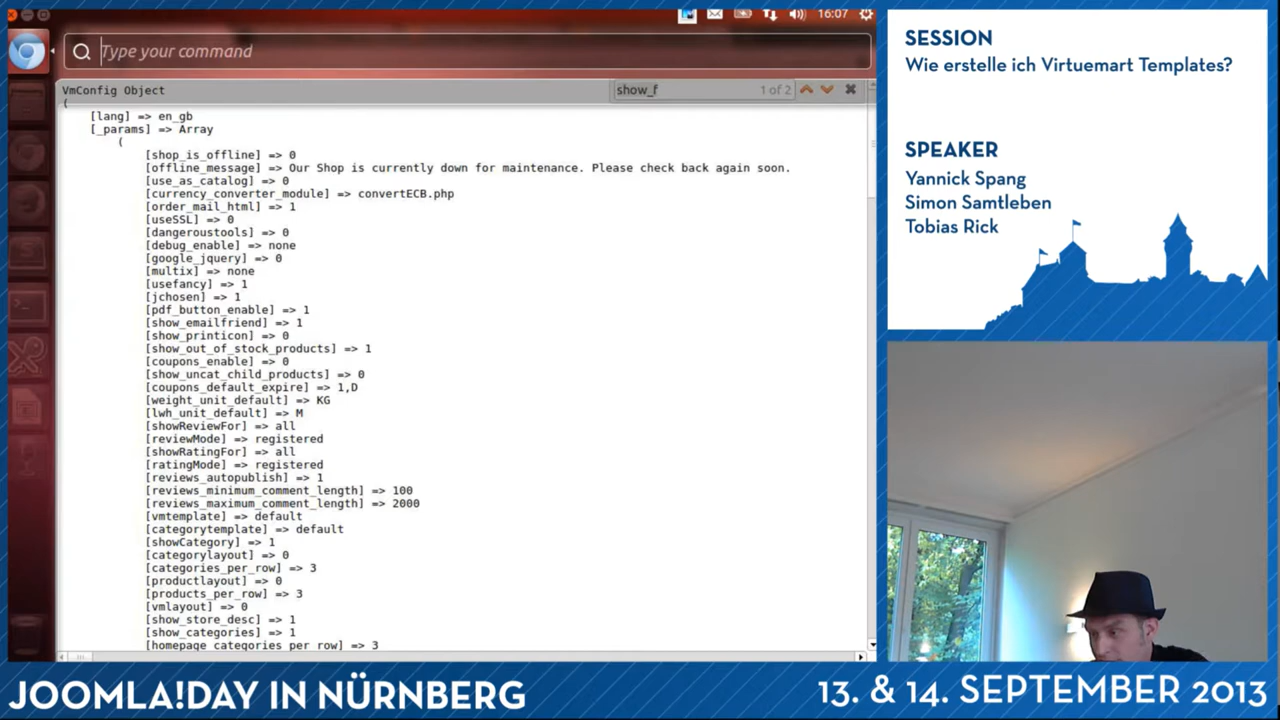 16:07
Type your command
VmConfig Object
show_f
1 of 2
(
[lang] => en_gb
[_params] => Array
(
[shop_is_offline] => 0
[offline_message] => Our Shop is currently down for maintenance. Please check back again soon.
[use_as_catalog] => 0
[currency_converter_module] => convertECB.php
[order_mail_html] => 1
[useSSL] => 0
[dangeroustools] => 0
[debug_enable] => none
[google_jquery] => 0
[multix] => none
[usefancy] => 1
[jchosen] => 1
[pdf_button_enable] => 1
[show_emailfriend] => 1
[show_printicon] => 0
[show_out_of_stock_products] => 1
[coupons_enable] => 0
[show_uncat_child_products] => 0
[coupons_default_expire] => 1,D
[weight_unit_default] => KG
[lwh_unit_default] => M
[showReviewFor] => all
[reviewMode] => registered
[showRatingFor] => all
[ratingMode] => registered
[reviews_autopublish] => 1
[reviews_minimum_comment_length] => 100
[reviews_maximum_comment_length] => 2000
[vmtemplate] => default
[categorytemplate] => default
[showCategory] => 1
[categorylayout] => 0
[categories_per_row] => 3
[productlayout] => 0
[products_per_row] => 3
[vmlayout] => 0
[show_store_desc] => 1
[show_categories] => 1
[homepage_categories_per_row] => 3
SESSION
Wie erstelle ich Virtuemart Templates?
SPEAKER
Yannick Spang
Simon Samtleben
Tobias Rick
JOOMLA!DAY IN NÜRNBERG
13. & 14. SEPTEMBER 2013